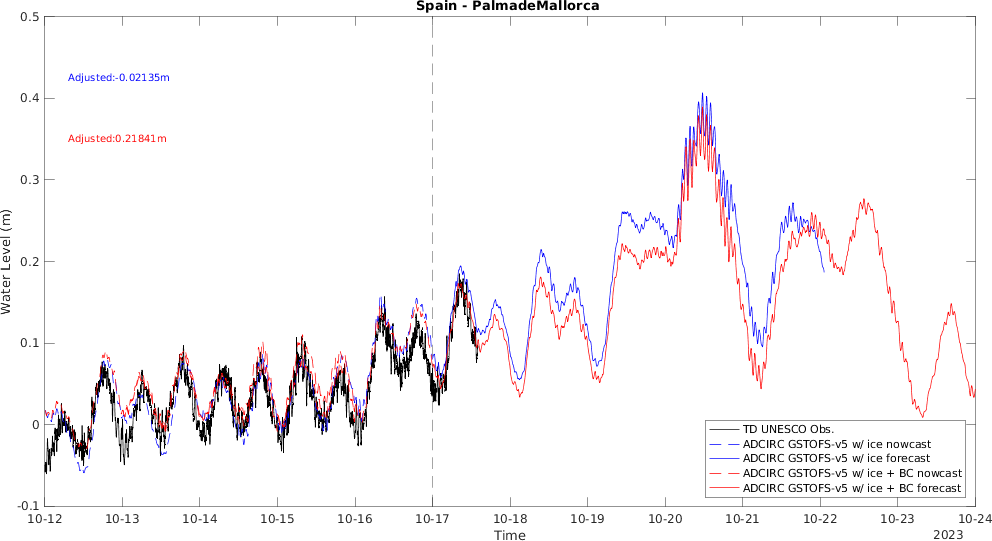 Spain - PalmadeMallorca
0.5
Adjusted:-0.02135m
0.4
Adjusted:0.21841m
0.3
Water Level (m)
0.2
0.1
0
-0.1
TD UNESCO Obs.
ADCIRC GSTOFS-v5 w/ ice nowcast
ADCIRC GSTOFS-v5 w/ ice forecast
ADCIRC GSTOFS-v5 w/ ice + BC nowcast
ADCIRC GSTOFS-v5 w/ ice + BC forecast
10-12 10-13 10-14 10-15 10-16 10-17 10-18 10-19 10-20 10-21 10-22 10-23 10-24
Time
2023